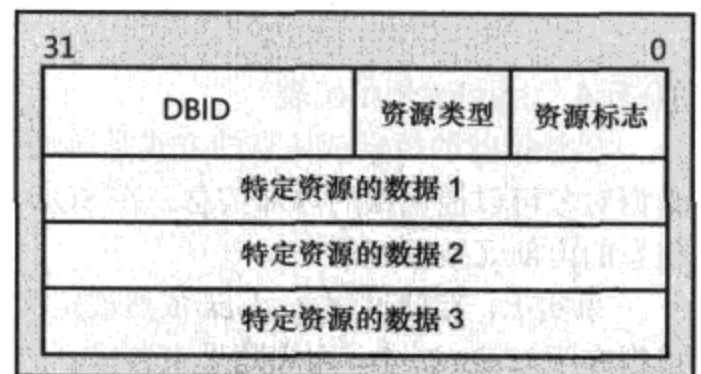 31 0
DBID 资源类型 资源标志
特定资源的数据 1
特定资源的数据 2
特定资源的数据 3